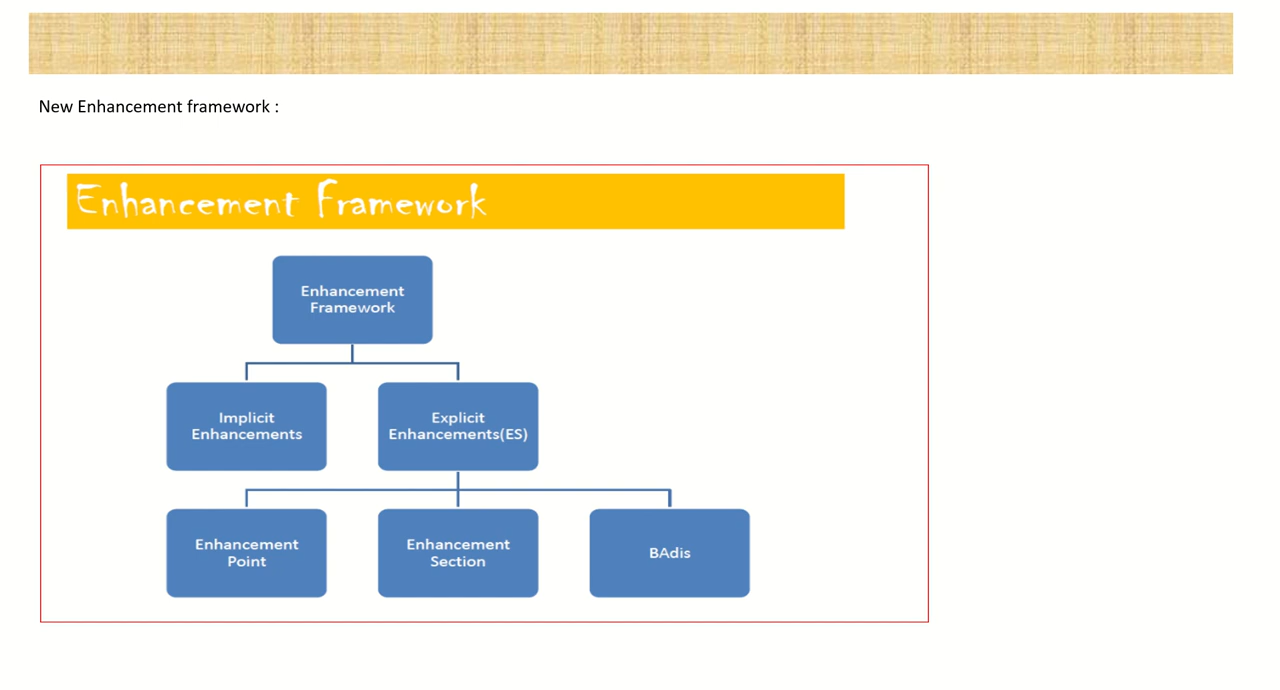 New Enhancement framework :
Enhancement Framework
Enhancement
Framework
Implicit
Enhancements
Explicit
Enhancements(ES)
Enhancement
Point
Enhancement
Section
BAdis